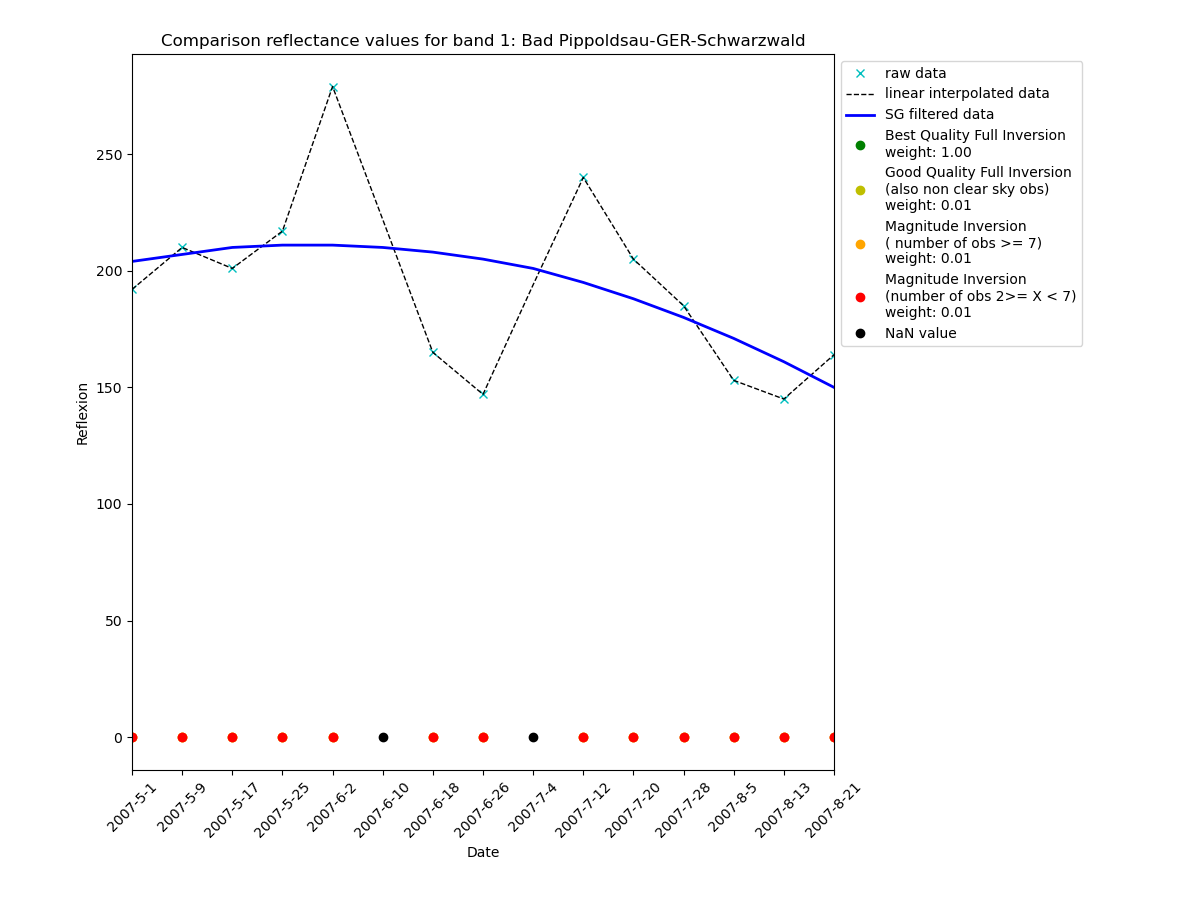 Comparison reflectance values for band 1: Bad Pippoldsau-GER-Schwarzwald
raw data
linear interpolated data
SG filtered data
Best Quality Full Inversion
weight: 1.00
Good Quality Full Inversion
(also non clear sky obs)
weight: 0.01
Magnitude Inversion
( number of obs >= 7)
weight: 0.01
Magnitude Inversion
(number of obs 2>= X < 7)
weight: 0.01
NaN value
250
200
150
100
50
0
Reflexion
2007-5-1
2007-5-9
2007-5-17
2007-5-25
2007-6-2
2007-6-10
2007-6-18
2007-6-26
2007-7-4
2007-7-12
2007-7-20
2007-7-28
2007-8-5
2007-8-13
2007-8-21
Date